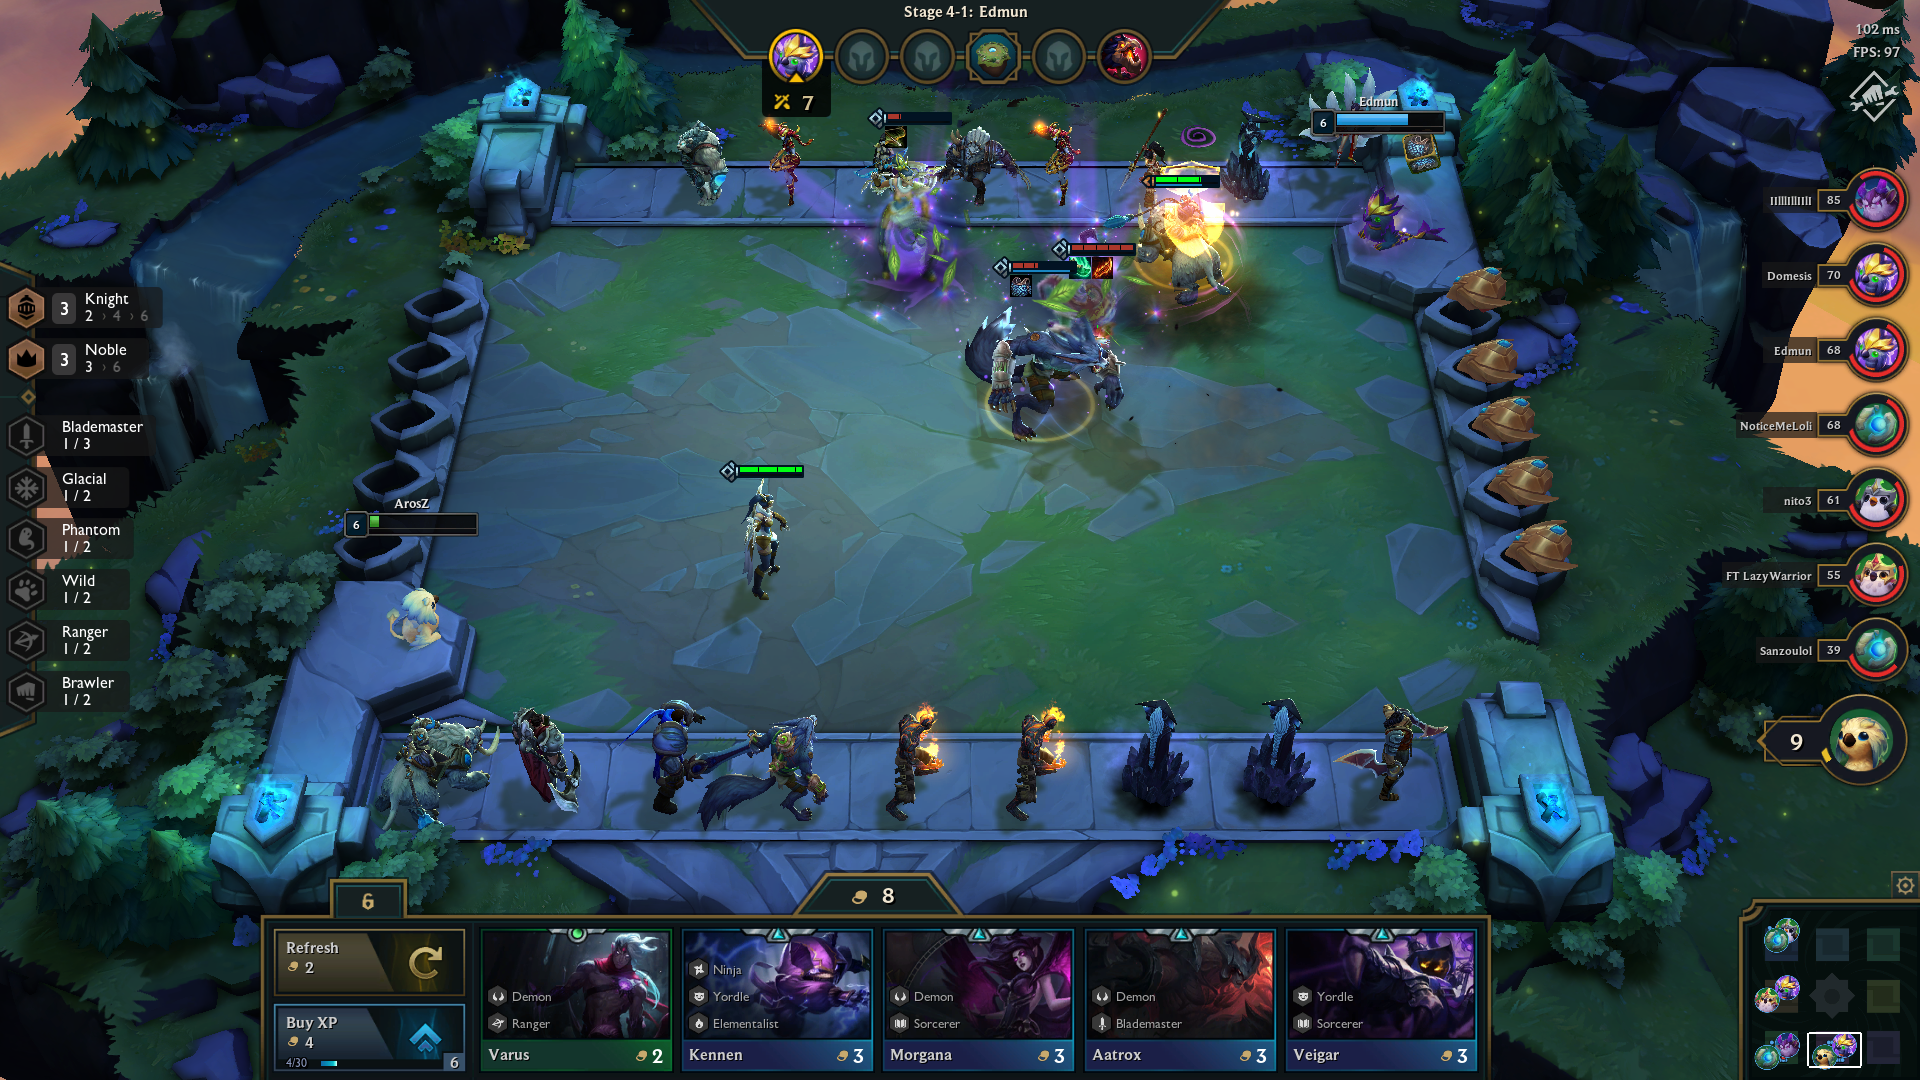 Stage 4-1: Edmun
102 ms
FPS: 97
7
Edmun
6
IIIIIIIIIIII 85
Domesis 70
Edmun 68
NoticeMeLoli 68
nito3 61
FT LazyWarrior 55
Sanzoulol 39
9
3 Knight
2 › 4 › 6
3 Noble
3 › 6
Blademaster
1 / 3
Glacial
1 / 2
Phantom
1 / 2
Wild
1 / 2
Ranger
1 / 2
Brawler
1 / 2
ArosZ
6
6
8
Refresh
2
Buy XP
4
4/30
6
Demon
Ranger
Varus 2
Ninja
Yordle
Elementalist
Kennen 3
Demon
Sorcerer
Morgana 3
Demon
Blademaster
Aatrox 3
Yordle
Sorcerer
Veigar 3